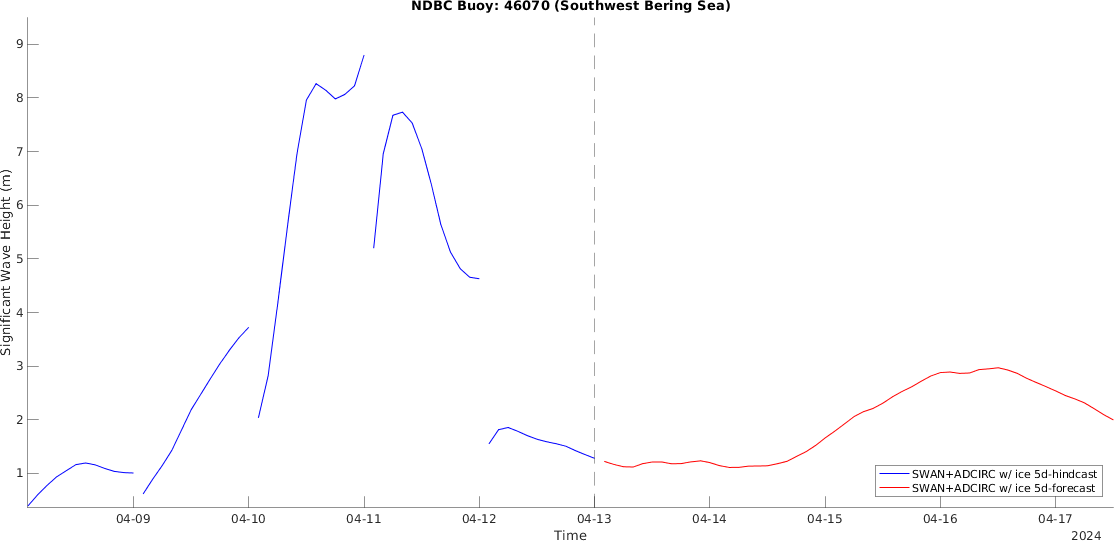 NDBC Buoy: 46070 (Southwest Bering Sea)
Significant Wave Height (m)
9
8
7
6
5
4
3
2
1
SWAN+ADCIRC w/ ice 5d-hindcast
SWAN+ADCIRC w/ ice 5d-forecast
04-09 04-10 04-11 04-12 04-13 04-14 04-15 04-16 04-17
Time
2024